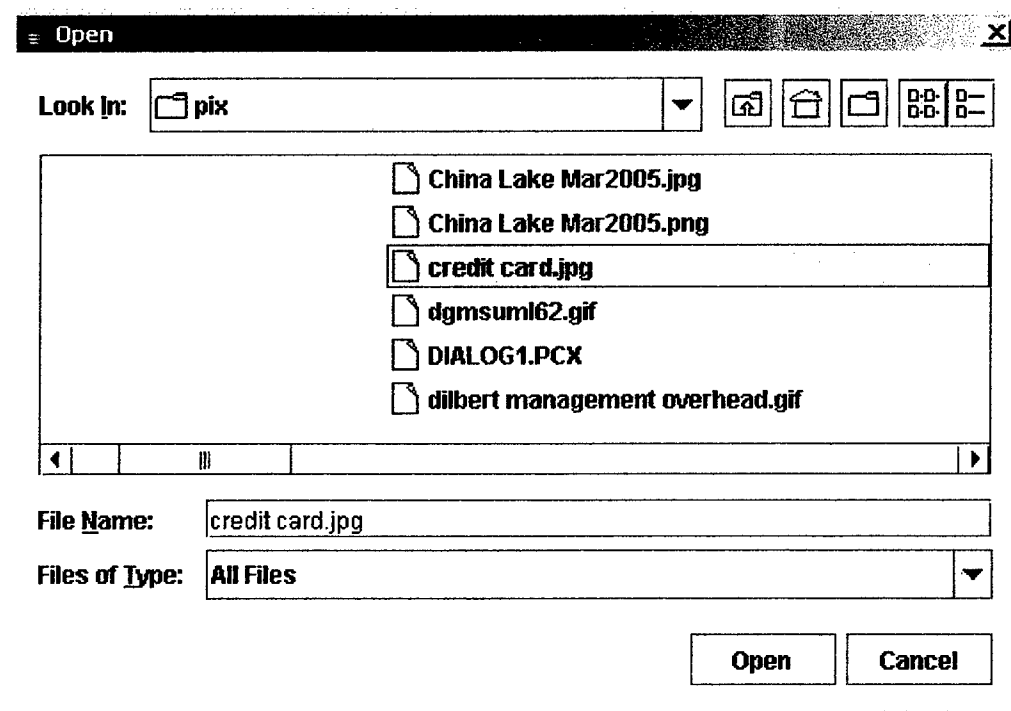 Open
Look In: pix
China Lake Mar2005.jpg
China Lake Mar2005.png
credit card.jpg
dgmsuml62.gif
DIALOG1.PCX
dilbert management overhead.gif
File Name: credit card.jpg
Files of Type: All Files
Open Cancel